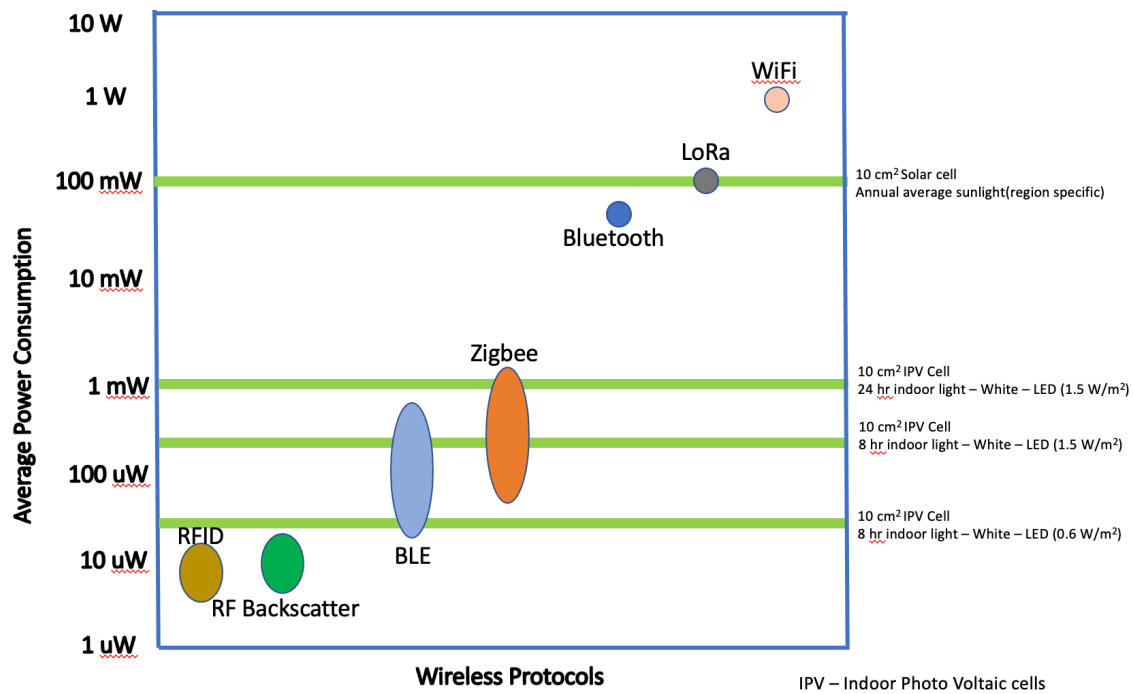 10 W
WiFi
1 W
LoRa
100 mW
10 cm² Solar cell
Annual average sunlight(region specific)
Bluetooth
10 mW
Average Power Consumption
Zigbee
1 mW
10 cm² IPV Cell
24 hr indoor light – White – LED (1.5 W/m²)
10 cm² IPV Cell
8 hr indoor light – White – LED (1.5 W/m²)
100 uW
10 cm² IPV Cell
8 hr indoor light – White – LED (0.6 W/m²)
RFID
BLE
10 uW
RF Backscatter
1 uW
Wireless Protocols
IPV – Indoor Photo Voltaic cells